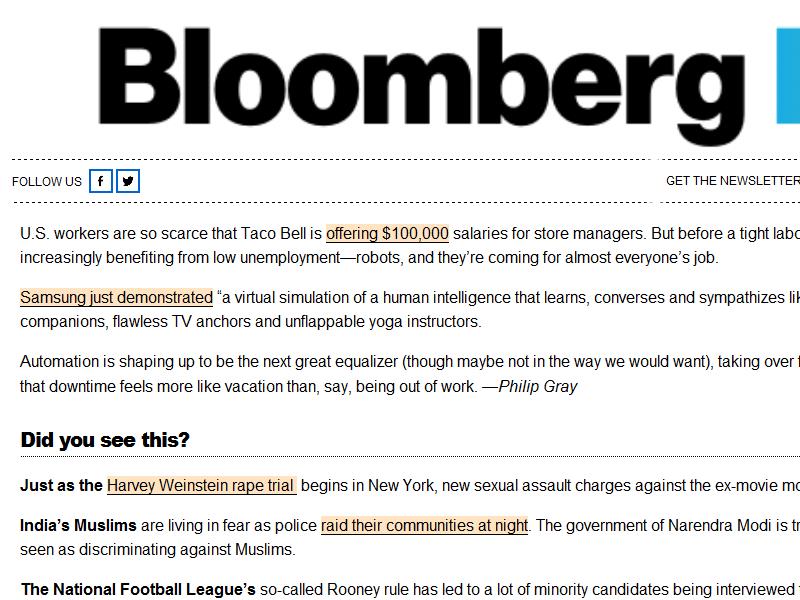 Bloomberg
FOLLOW US
GET THE NEWSLETTER
U.S. workers are so scarce that Taco Bell is offering $100,000 salaries for store managers. But before a tight labo
increasingly benefiting from low unemployment—robots, and they’re coming for almost everyone’s job.
Samsung just demonstrated “a virtual simulation of a human intelligence that learns, converses and sympathizes li
companions, flawless TV anchors and unflappable yoga instructors.
Automation is shaping up to be the next great equalizer (though maybe not in the way we would want), taking over f
that downtime feels more like vacation than, say, being out of work. —Philip Gray
Did you see this?
Just as the Harvey Weinstein rape trial begins in New York, new sexual assault charges against the ex-movie mo
India’s Muslims are living in fear as police raid their communities at night. The government of Narendra Modi is tr
seen as discriminating against Muslims.
The National Football League’s so-called Rooney rule has led to a lot of minority candidates being interviewed